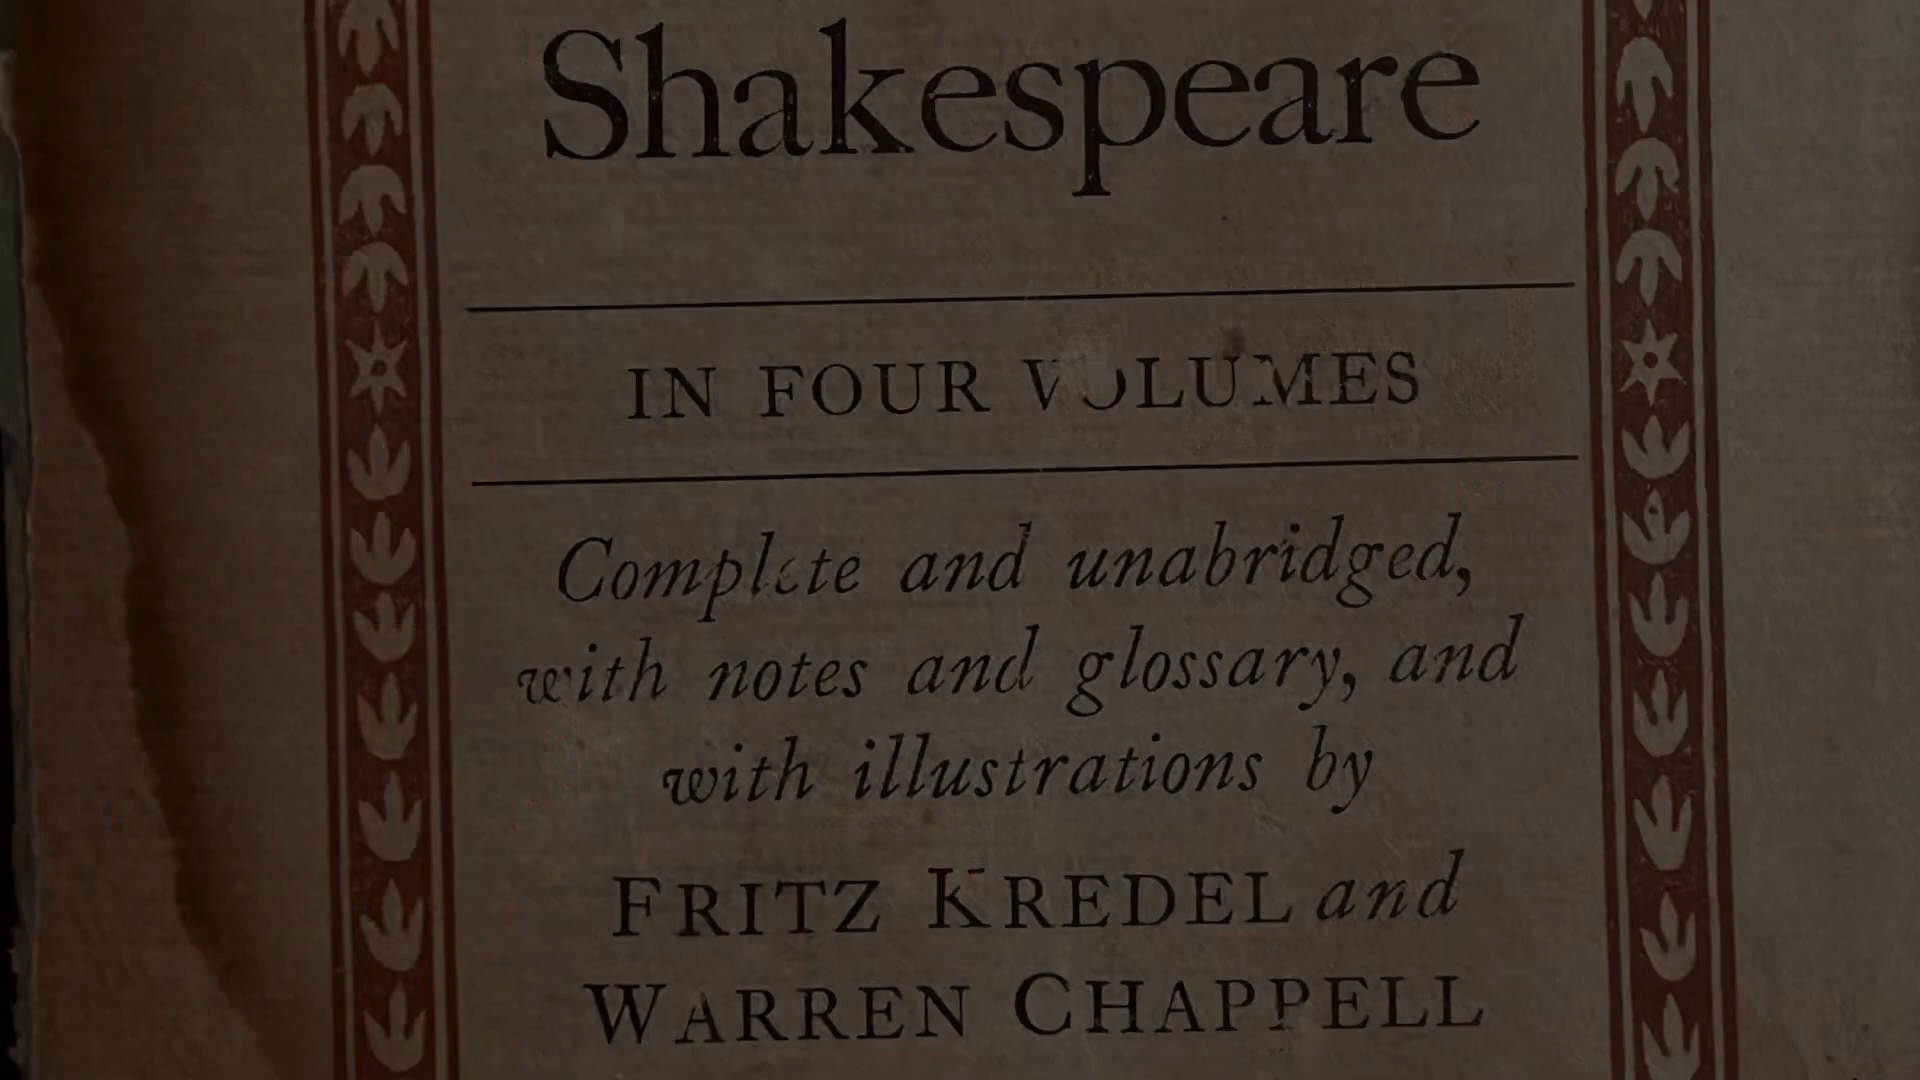 Shakespeare
IN FOUR VOLUMES
Complete and unabridged,
with notes and glossary, and
with illustrations by
FRITZ KREDEL and
WARREN CHAPPELL